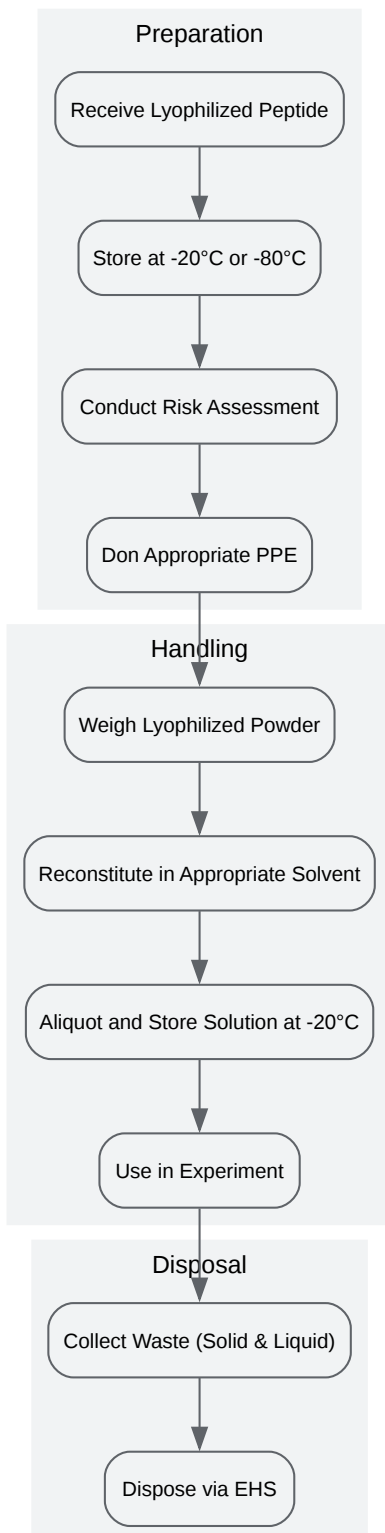 Preparation
Receive Lyophilized Peptide
Store at -20°C or -80°C
Conduct Risk Assessment
Don Appropriate PPE
Handling
Weigh Lyophilized Powder
Reconstitute in Appropriate Solvent
Aliquot and Store Solution at -20°C
Use in Experiment
Disposal
Collect Waste (Solid & Liquid)
Dispose via EHS